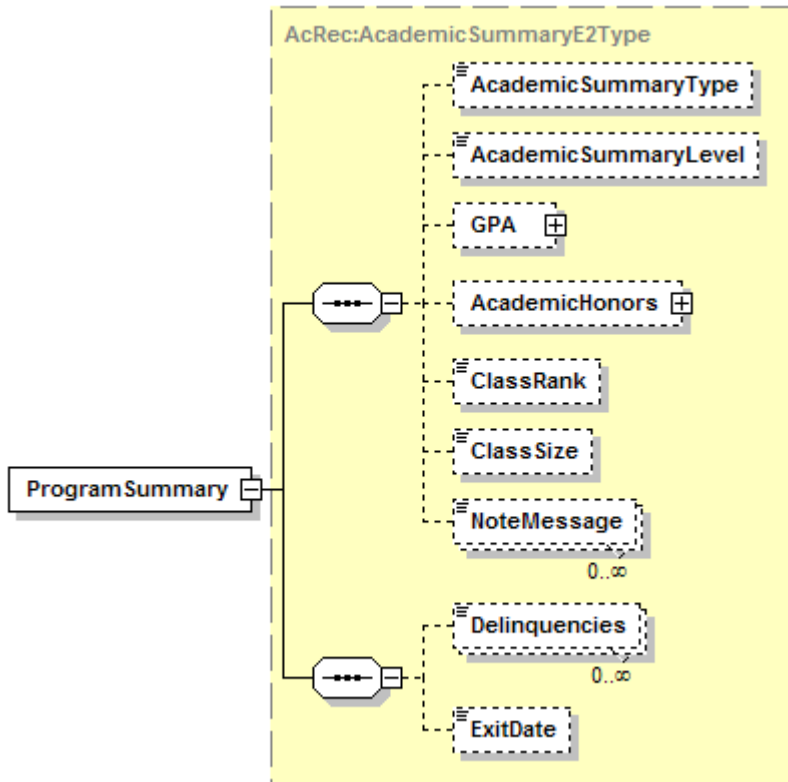 AcRec:AcademicSummaryE2Type
AcademicSummaryType
AcademicSummaryLevel
GPA
AcademicHonors
ClassRank
ClassSize
ProgramSummary
NoteMessage
0..∞
Delinquencies
0..∞
ExitDate